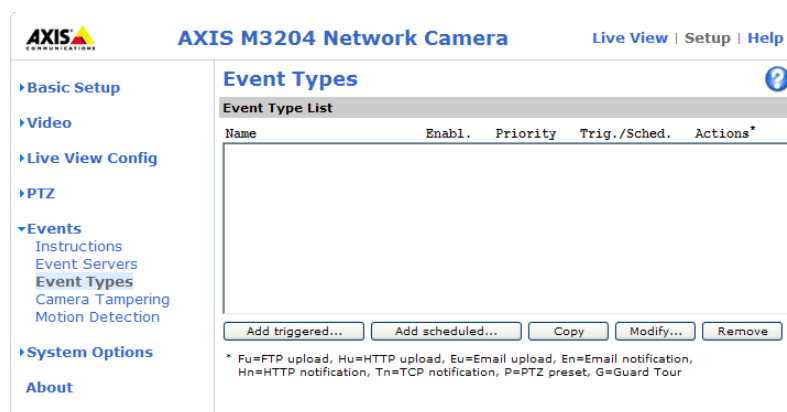 AXIS
COMMUNICATIONS
AXIS M3204 Network Camera
Live View | Setup | Help
Basic Setup
Video
Live View Config
PTZ
Events
Instructions
Event Servers
Event Types
Camera Tampering
Motion Detection
System Options
About
Event Types
?
Event Type List
Name Enabl. Priority Trig./Sched. Actions*
Add triggered... Add scheduled... Copy Modify... Remove
* Fu=FTP upload, Hu=HTTP upload, Eu=Email upload, En=Email notification,
Hn=HTTP notification, Tn=TCP notification, P=PTZ preset, G=Guard Tour